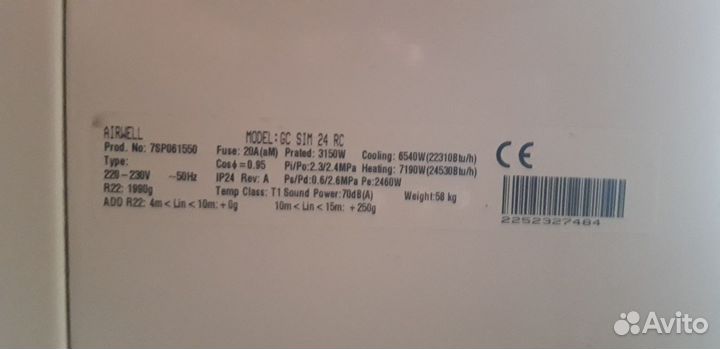 AIRWELL MODEL: GC SIM 24 RC
Prod. No: 7SP061550 Fuse: 20A(aM) Prated: 3150W Cooling: 6540W(22310Btu/h)
Type: Cosϕ=0.95 Pi/Po: 2.3/2.4MPa Heating: 7190W(24530Btu/h)
220-230V ~50Hz IP24 Rev: A Ps/Pd: 0.6/2.6MPa Pe: 2460W
R22: 1990g Temp Class: T1 Sound Power: 70dB(A) Weight: 58 kg
ADD R22: 4m < Lin < 10m: +0g 10m < Lin < 15m: +250g
CE
2252327484
Avito